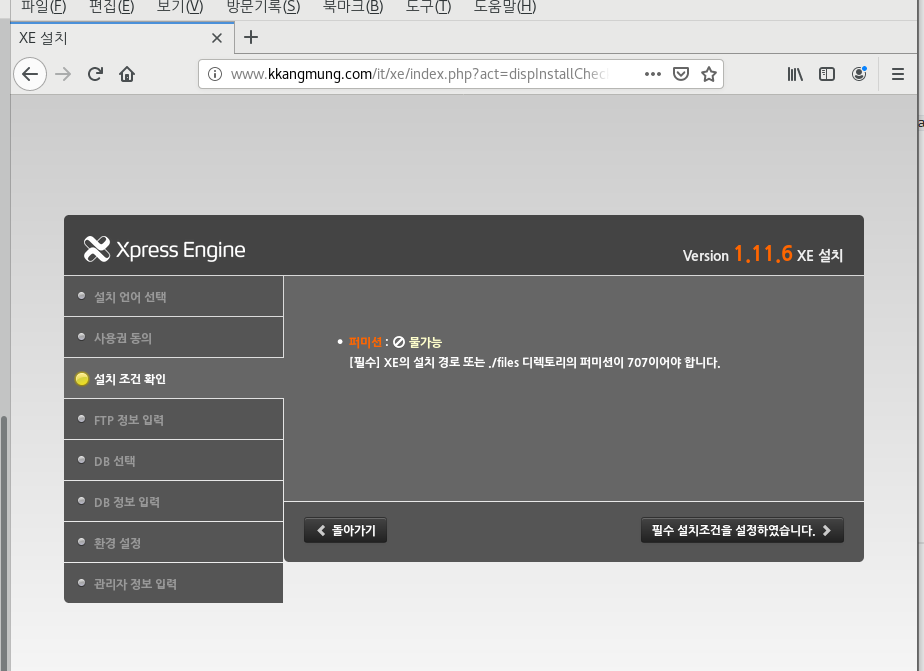 파일(F) 편집(E) 보기(V) 방문기록(S) 북마크(B) 도구(T) 도움말(H)
XE 설치
www.kkangmung.com/it/xe/index.php?act=dispInstallChec
Xpress Engine
Version 1.11.6 XE 설치
설치 언어 선택
사용권 동의
설치 조건 확인
FTP 정보 입력
DB 선택
DB 정보 입력
환경 설정
관리자 정보 입력
퍼미션 : 불가능
[필수] XE의 설치 경로 또는 ./files 디렉토리의 퍼미션이 707이어야 합니다.
돌아가기
필수 설치조건을 설정하였습니다.